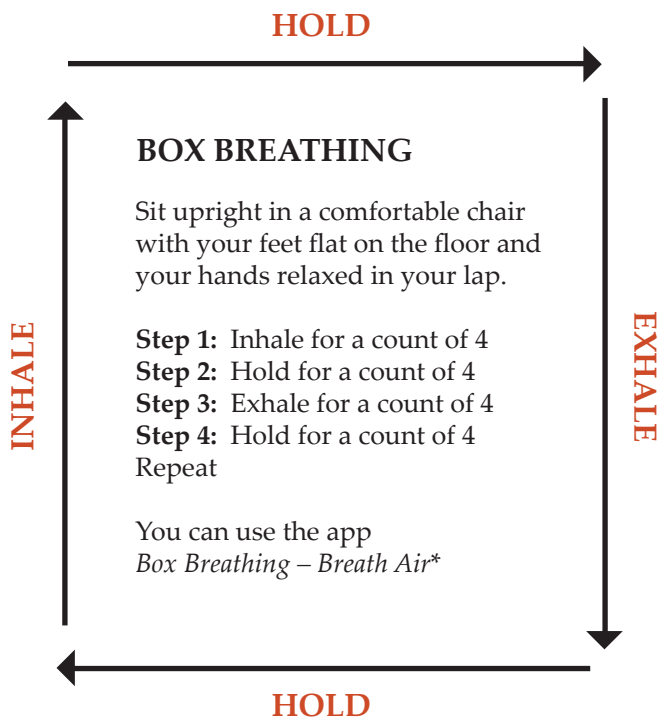 HOLD
BOX BREATHING
Sit upright in a comfortable chair
with your feet flat on the floor and
your hands relaxed in your lap.
INHALE
EXHALE
Step 1: Inhale for a count of 4
Step 2: Hold for a count of 4
Step 3: Exhale for a count of 4
Step 4: Hold for a count of 4
Repeat
You can use the app
Box Breathing – Breath Air*
HOLD